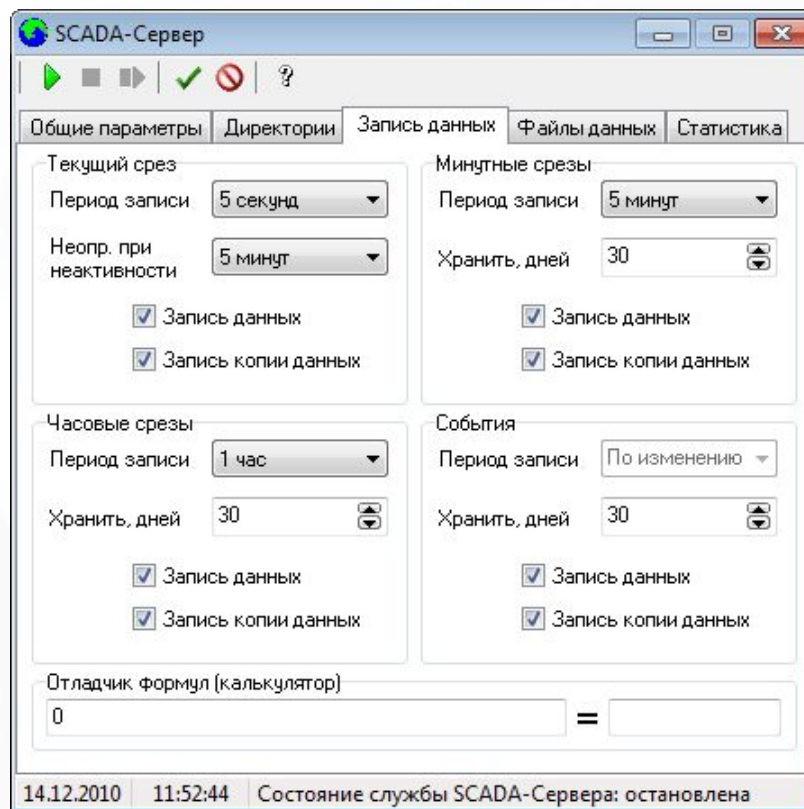 SCADA-Сервер
Общие параметры Директории Запись данных Файлы данных Статистика
Текущий срез
Период записи 5 секунд
Неопр. при
неактивности 5 минут
Запись данных
Запись копии данных
Минутные срезы
Период записи 5 минут
Хранить, дней 30
Запись данных
Запись копии данных
Часовые срезы
Период записи 1 час
Хранить, дней 30
Запись данных
Запись копии данных
События
Период записи По изменению
Хранить, дней 30
Запись данных
Запись копии данных
Отладчик формул (калькулятор)
0 =
14.12.2010 11:52:44 Состояние службы SCADA-Сервера: остановлена